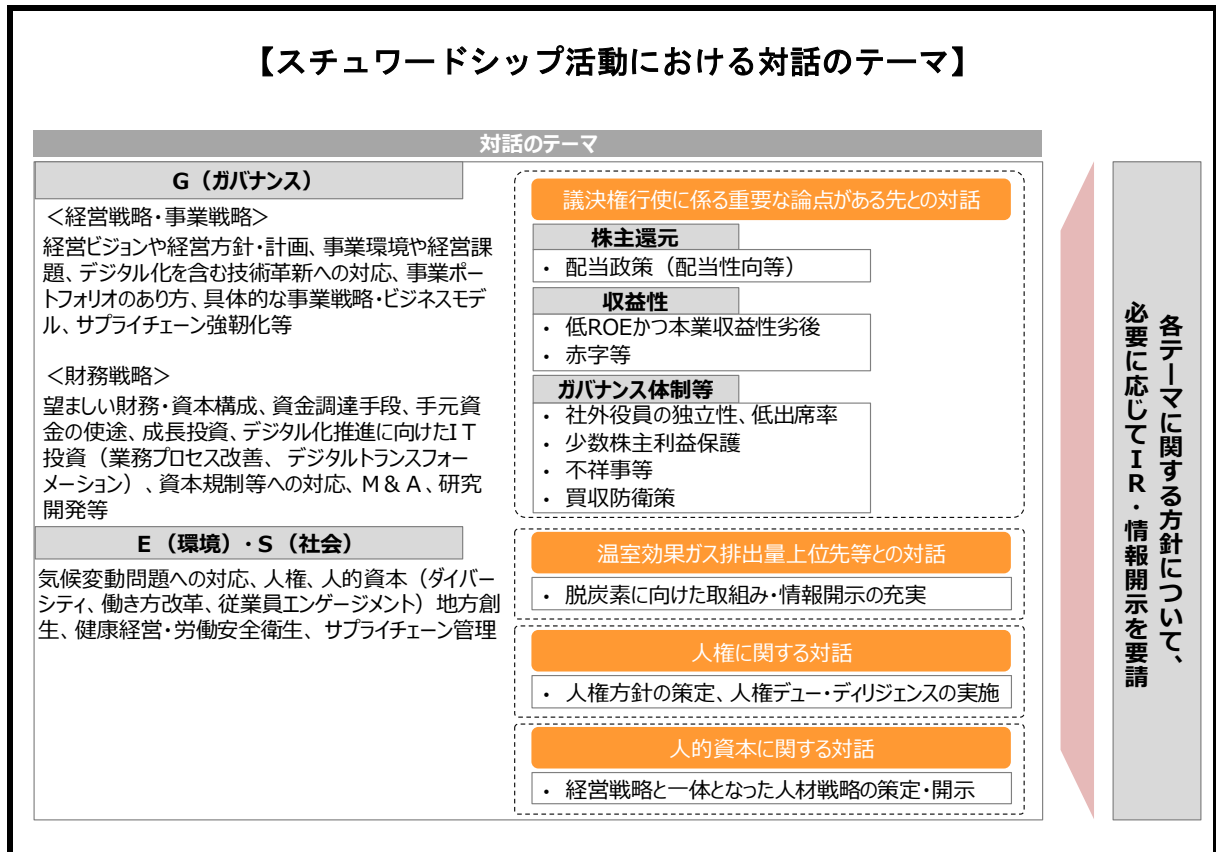 【スチュワードシップ活動における対話のテーマ】
対話のテーマ
G（ガバナンス）
＜経営戦略・事業戦略＞
経営ビジョンや経営方針・計画、事業環境や経営課
題、デジタル化を含む技術革新への対応、事業ポー
トフォリオのあり方、具体的な事業戦略・ビジネスモデ
ル、サプライチェーン強靭化等
＜財務戦略＞
望ましい財務・資本構成、資金調達手段、手元資
金の使途、成長投資、デジタル化推進に向けたＩＴ
投資（業務プロセス改善、デジタルトランスフォー
メーション）、資本規制等への対応、Ｍ＆Ａ、研究
開発等
E（環境）・S（社会）
気候変動問題への対応、人権、人的資本（ダイバー
シティ、働き方改革、従業員エンゲージメント）地方創
生、健康経営・労働安全衛生、サプライチェーン管理
議決権行使に係る重要な論点がある先との対話
株主還元
・ 配当政策（配当性向等）
収益性
・ 低ROEかつ本業収益性劣後
・ 赤字等
ガバナンス体制等
・ 社外役員の独立性、低出席率
・ 少数株主利益保護
・ 不祥事等
・ 買収防衛策
温室効果ガス排出量上位先等との対話
・ 脱炭素に向けた取組み・情報開示の充実
人権に関する対話
・ 人権方針の策定、人権デュー・ディリジェンスの実施
人的資本に関する対話
・ 経営戦略と一体となった人材戦略の策定・開示
各テーマに関する方針について、
必要に応じてＩＲ・情報開示を要請